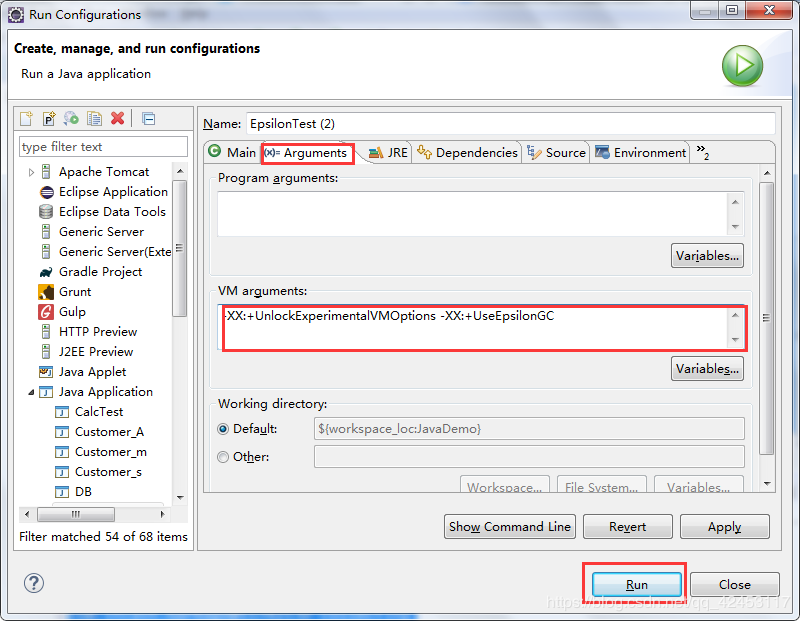 Run Configurations
Create, manage, and run configurations
Run a Java application
type filter text
Apache Tomcat
Eclipse Application
Eclipse Data Tools
Generic Server
Generic Server(Exte
Gradle Project
Grunt
Gulp
HTTP Preview
J2EE Preview
Java Applet
Java Application
CalcTest
Customer_A
Customer_m
Customer_s
DB
Filter matched 54 of 68 items
Name: EpsilonTest (2)
Main (x)= Arguments JRE Dependencies Source Environment »2
Program arguments:
Variables...
VM arguments:
-XX:+UnlockExperimentalVMOptions -XX:+UseEpsilonGC
Variables...
Working directory:
Default: ${workspace_loc:JavaDemo}
Other:
Workspace... File System... Variables...
Show Command Line Revert Apply
Run Close
https://blog.csdn.net/qq_42453117